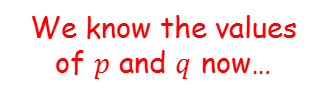 We know the values
of p and q now…